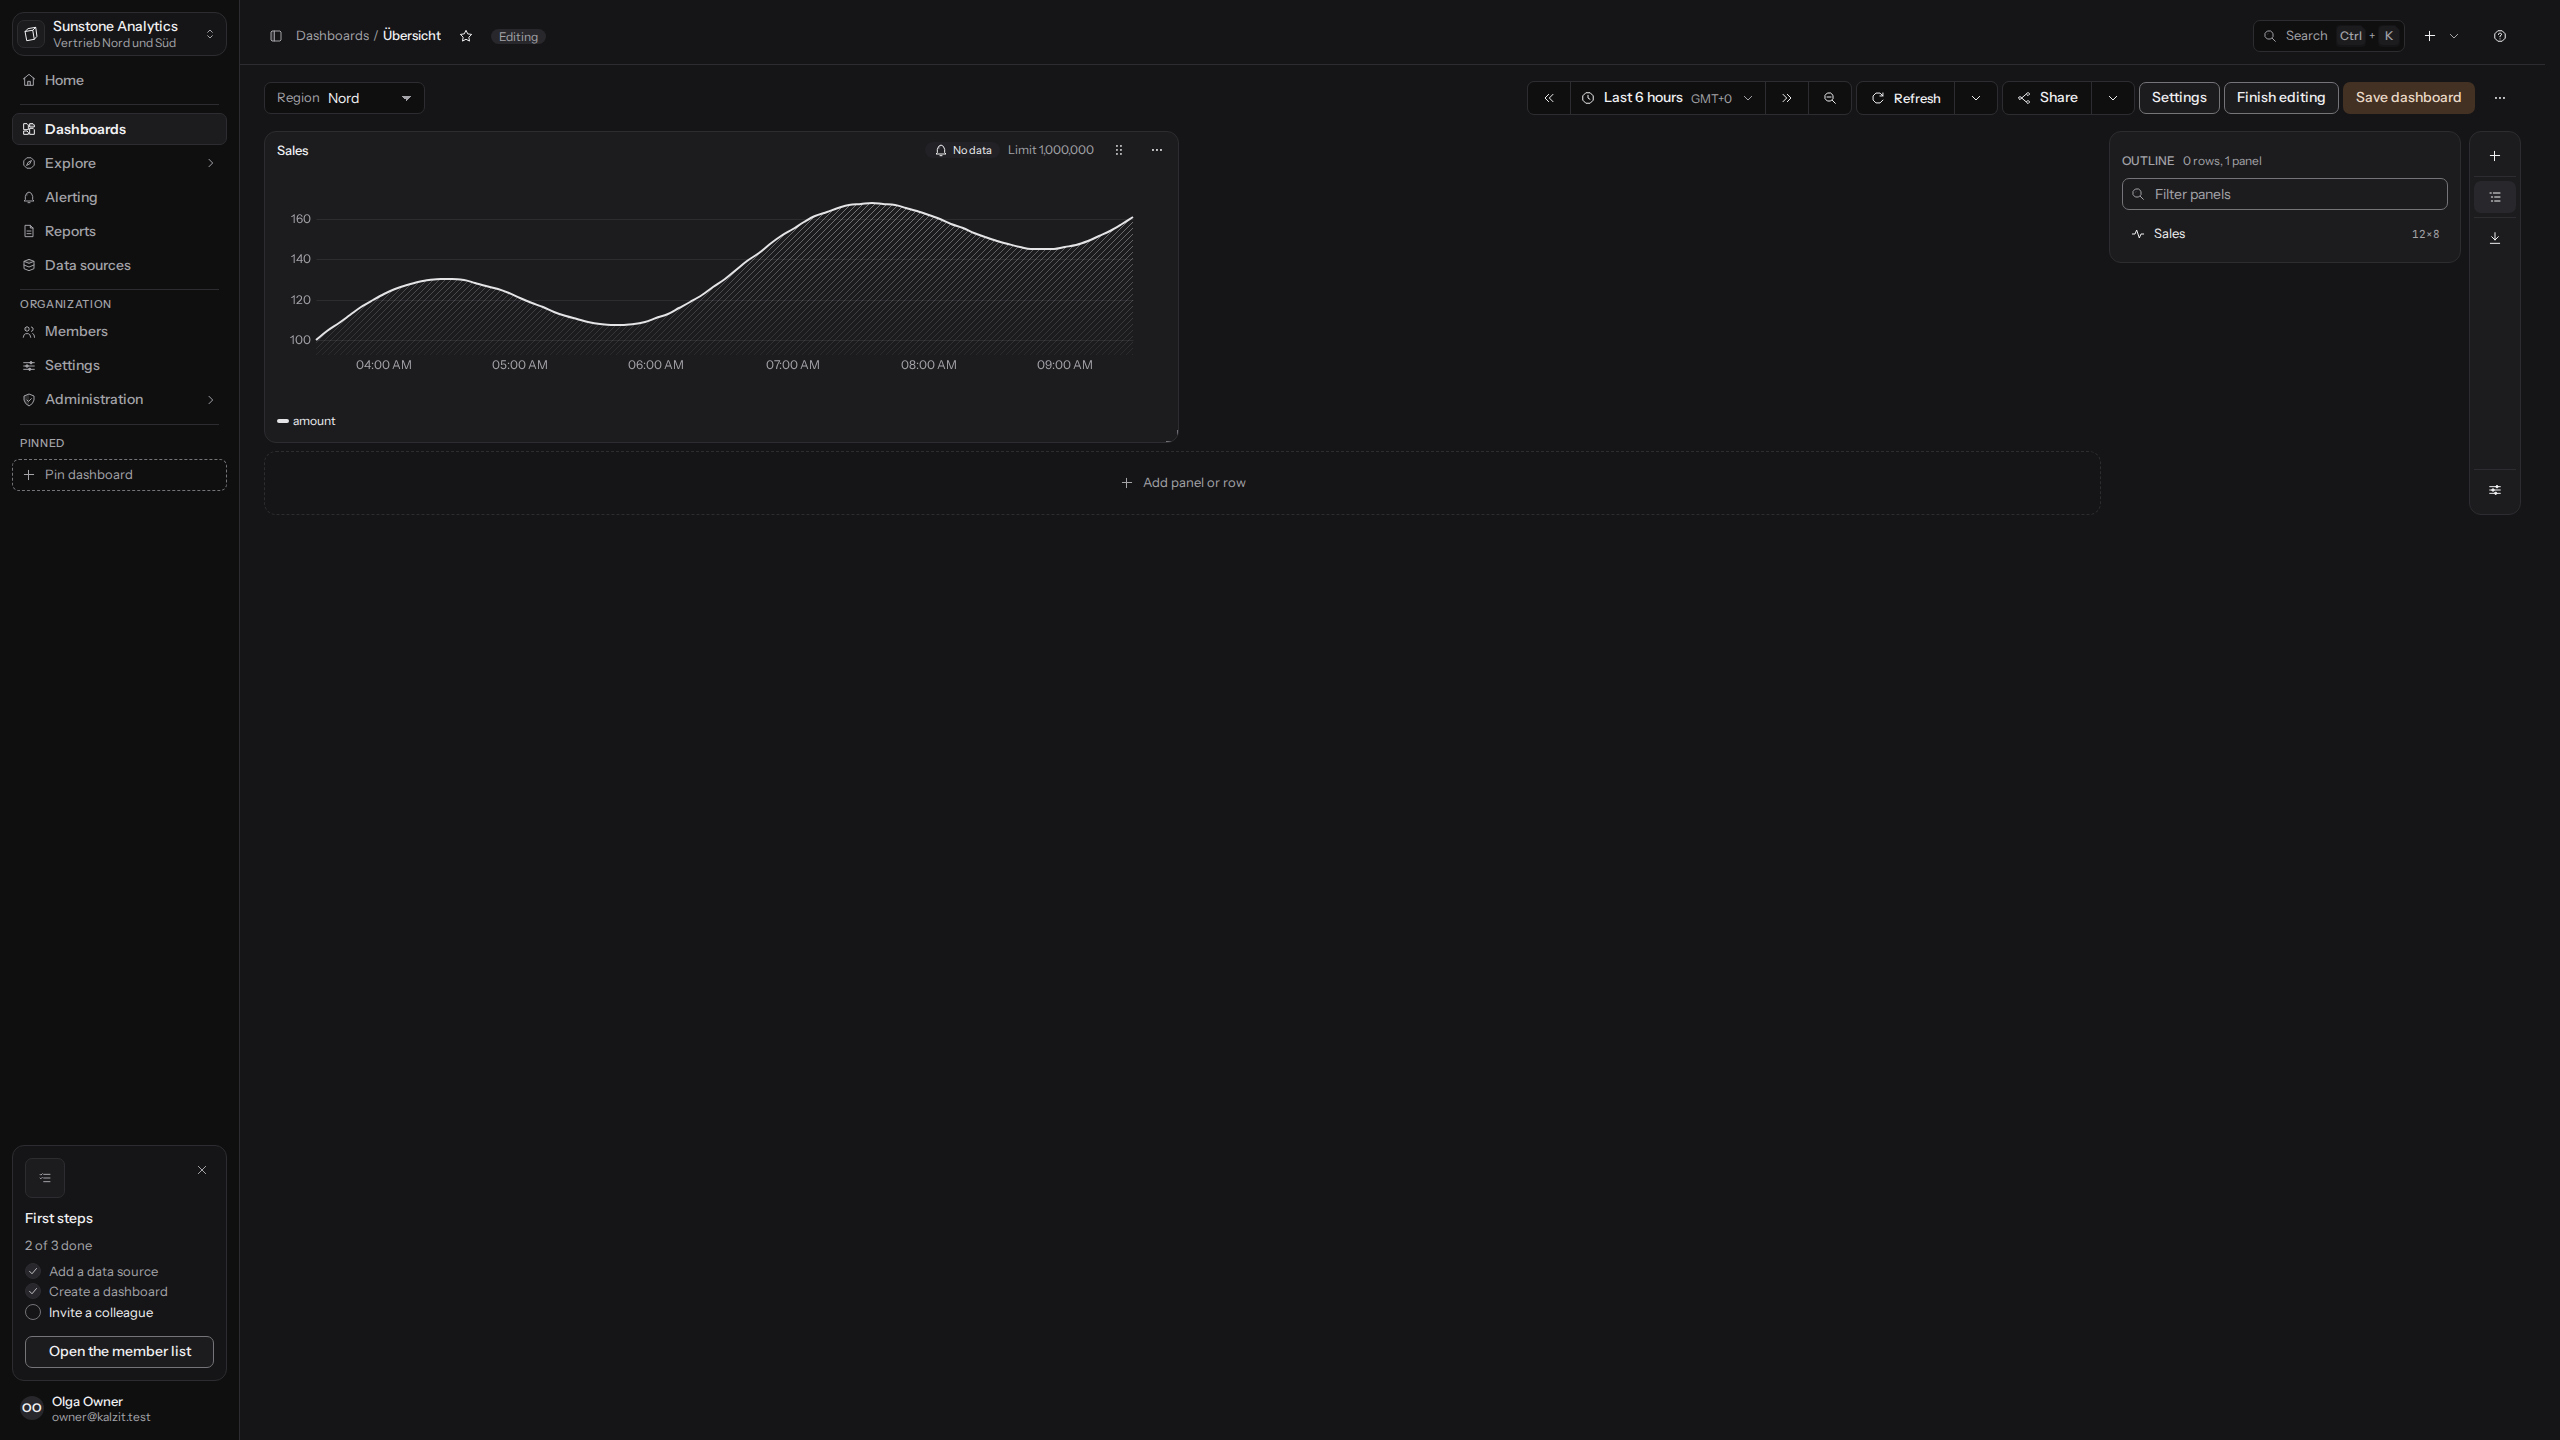 Sunstone Analytics
Vertrieb Nord und Süd
Home
Dashboards
Explore
Alerting
Reports
Data sources
ORGANIZATION
Members
Settings
Administration
PINNED
Pin dashboard
First steps
2 of 3 done
Add a data source
Create a dashboard
Invite a colleague
Open the member list
OO
Olga Owner
owner@kalzit.test
Dashboards / Übersicht
Editing
Search Ctrl + K
Region Nord
Last 6 hours GMT+0
Refresh
Share
Settings
Finish editing
Save dashboard
Sales
No data
Limit 1,000,000
160
140
120
100
04:00 AM 05:00 AM 06:00 AM 07:00 AM 08:00 AM 09:00 AM
amount
Add panel or row
OUTLINE 0 rows, 1 panel
Filter panels
Sales 12×8